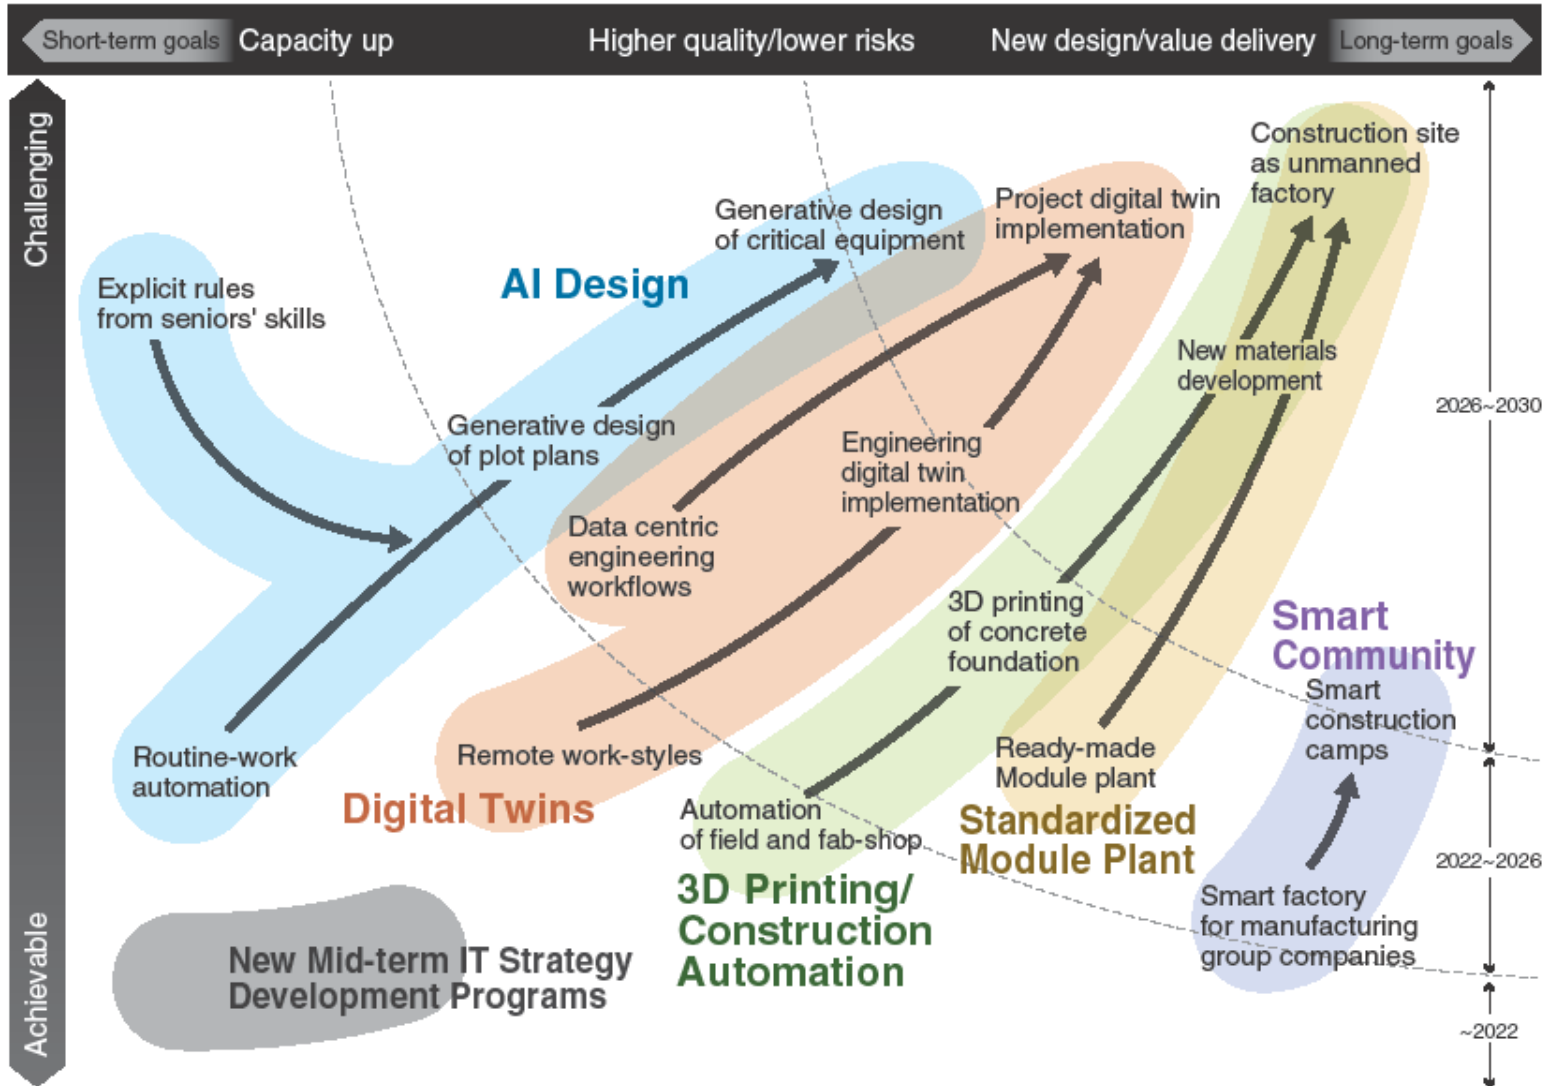 Short-term goals
Capacity up
Higher quality/lower risks
New design/value delivery
Long-term goals
Challenging
Achievable
Explicit rules
from seniors' skills
AI Design
Generative design
of critical equipment
Project digital twin
implementation
Construction site
as unmanned
factory
New materials
development
2026~2030
Generative design
of plot plans
Engineering
digital twin
implementation
Data centric
engineering
workflows
3D printing
of concrete
foundation
Smart
Community
Smart
construction
camps
Routine-work
automation
Remote work-styles
Digital Twins
Ready-made
Module plant
Automation
of field and fab-shop
Standardized
Module Plant
2022~2026
3D Printing/
Construction
Automation
Smart factory
for manufacturing
group companies
New Mid-term IT Strategy
Development Programs
~2022